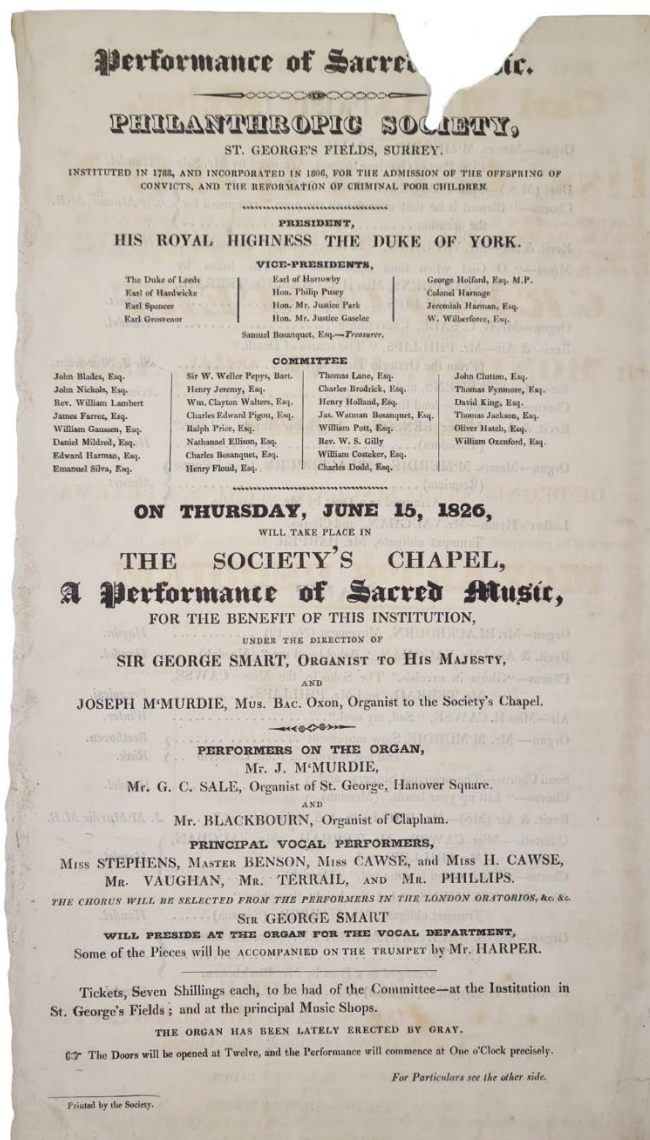 Performance of Sacred
PHILANTHROPIC SOCIETY,
ST. GEORGE'S FIELDS, SURREY.
INSTITUTED IN 1788, AND INCORPORATED IN 1806, FOR THE ADMISSION OF THE OFFSPRING OF
CONVICTS, AND THE REFORMATION OF CRIMINAL POOR CHILDREN.
PRESIDENT,
HIS ROYAL HIGHNESS THE DUKE OF YORK.
VICE-PRESIDENTS,
The Duke of Leeds
Earl of Hardwicke
Earl Spencer
Earl Grosvenor
Earl of Harrowby
Hon. Philip Pusey
Hon. Mr. Justice Park
Hon. Mr. Justice Gaselee
George Holford, Esq. M.P.
Colonel Harnage
Jeremiah Harman, Esq.
W. Wilberforce, Esq.
Samuel Bosanquet, Esq.—Treasurer.
COMMITTEE
John Blades, Esq.
John Nickols, Esq.
Rev. William Lambert
James Farrer, Esq.
William Gaussen, Esq.
Daniel Mildred, Esq.
Edward Harman, Esq.
Emanuel Silva, Esq.
Sir W. Weller Pepys, Bart.
Henry Jeremy, Esq.
Wm. Clayton Walters, Esq.
Charles Edward Pigou, Esq.
Ralph Price, Esq.
Nathanael Ellison, Esq.
Charles Bosanquet, Esq.
Henry Floud, Esq.
Thomas Lane, Esq.
Charles Brodrick, Esq.
Henry Holland, Esq.
Jas. Watman Bosanquet, Esq.
William Pott, Esq.
Rev. W. S. Gilly
William Costeker, Esq.
Charles Dodd, Esq.
John Clutton, Esq.
Thomas Fynmore, Esq.
David King, Esq.
Thomas Jackson, Esq.
Oliver Hatch, Esq.
William Oxenford, Esq.
ON THURSDAY, JUNE 15, 1826,
WILL TAKE PLACE IN
THE SOCIETY'S CHAPEL,
A Performance of Sacred Music,
FOR THE BENEFIT OF THIS INSTITUTION,
UNDER THE DIRECTION OF
SIR GEORGE SMART, ORGANIST TO HIS MAJESTY,
AND
JOSEPH M'MURDIE, MUS. BAC. Oxon, Organist to the Society's Chapel.
PERFORMERS ON THE ORGAN,
Mr. J. M'MURDIE,
Mr. G. C. SALE, Organist of St. George, Hanover Square.
AND
Mr. BLACKBOURN, Organist of Clapham.
PRINCIPAL VOCAL PERFORMERS,
MISS STEPHENS, MASTER BENSON, MISS CAWSE, and MISS H. CAWSE,
MR. VAUGHAN, MR. TERRAIL, AND MR. PHILLIPS.
THE CHORUS WILL BE SELECTED FROM THE PERFORMERS IN THE LONDON ORATORIOS, &c. &c.
SIR GEORGE SMART
WILL PRESIDE AT THE ORGAN FOR THE VOCAL DEPARTMENT,
Some of the Pieces will be ACCOMPANIED ON THE TRUMPET by Mr. HARPER.
Tickets, Seven Shillings each, to be had of the Committee—at the Institution in
St. George's Fields; and at the principal Music Shops.
THE ORGAN HAS BEEN LATELY ERECTED BY GRAY.
☞ The Doors will be opened at Twelve, and the Performance will commence at One o'Clock precisely.
For Particulars see the other side.
Printed by the Society.